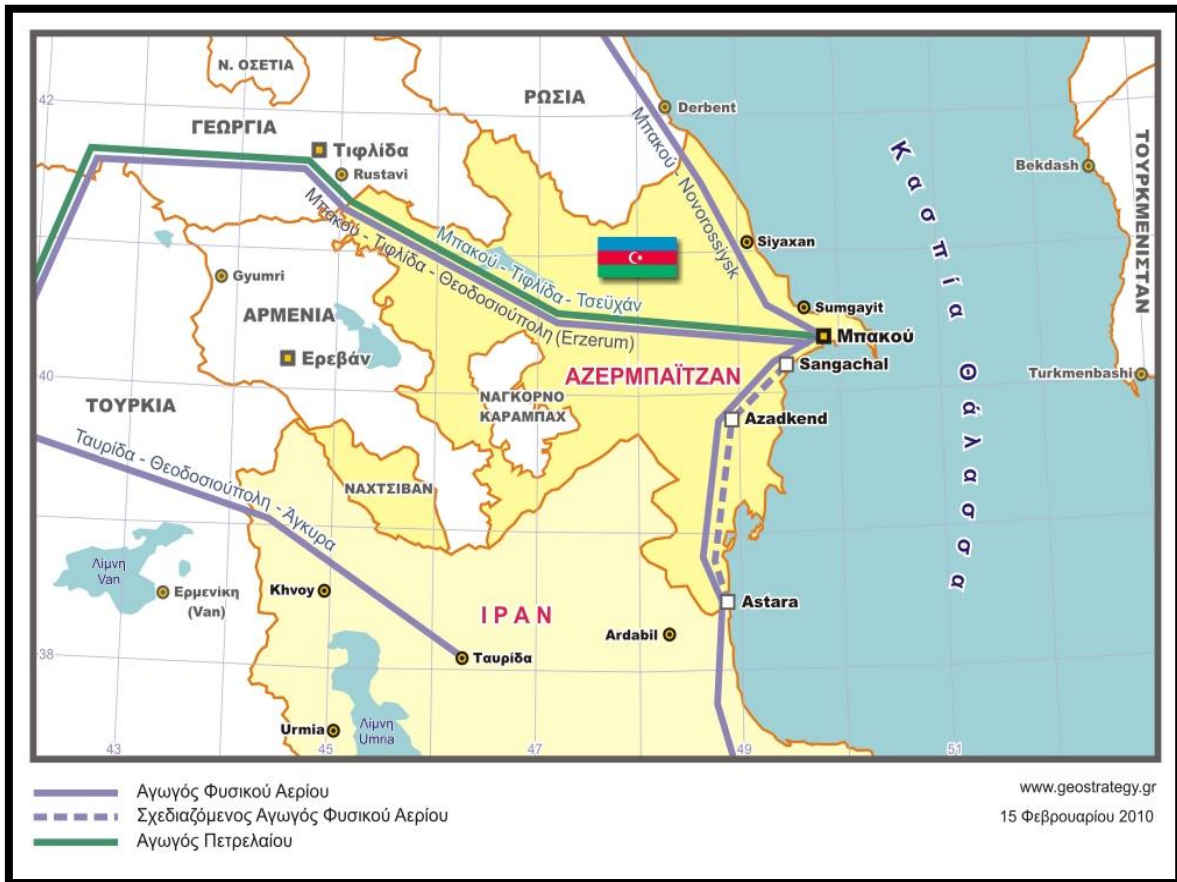 Ν. ΟΣΕΤΙΑ
ΡΩΣΙΑ
42
Derbent
ΓΕΩΡΓΙΑ
Τιφλίδα
Rustavi
ΤΟΥΡΚΜΕΝΙΣΤΑΝ
Bekdash
Μπακού - Novorossiysk
Κασπία Θάλασσα
Siyaxan
Μπακού - Τιφλίδα - Τσεϋχάν
Μπακού - Τιφλίδα - Θεοδοσιούπολη (Erzerum)
Gyumri
Sumgayit
ΑΡΜΕΝΙΑ
Μπακού
Ερεβάν
Sangachal
ΑΖΕΡΜΠΑΪΤΖΑΝ
Turkmenbashi
40
ΝΑΓΚΟΡΝΟ
ΚΑΡΑΜΠΑΧ
ΤΟΥΡΚΙΑ
Azadkend
Ταυρίδα - Θεοδοσιούπολη - Άγκυρα
ΝΑΧΤΣΙΒΑΝ
Λίμνη
Van
Ερμενίκη
(Van)
Khvoy
ΙΡΑΝ
Astara
Ardabil
38
Ταυρίδα
Urmia
Λίμνη
Umria
43
45
47
49
51
Αγωγός Φυσικού Αερίου
Σχεδιαζόμενος Αγωγός Φυσικού Αερίου
Αγωγός Πετρελαίου
www.geostrategy.gr
15 Φεβρουαρίου 2010